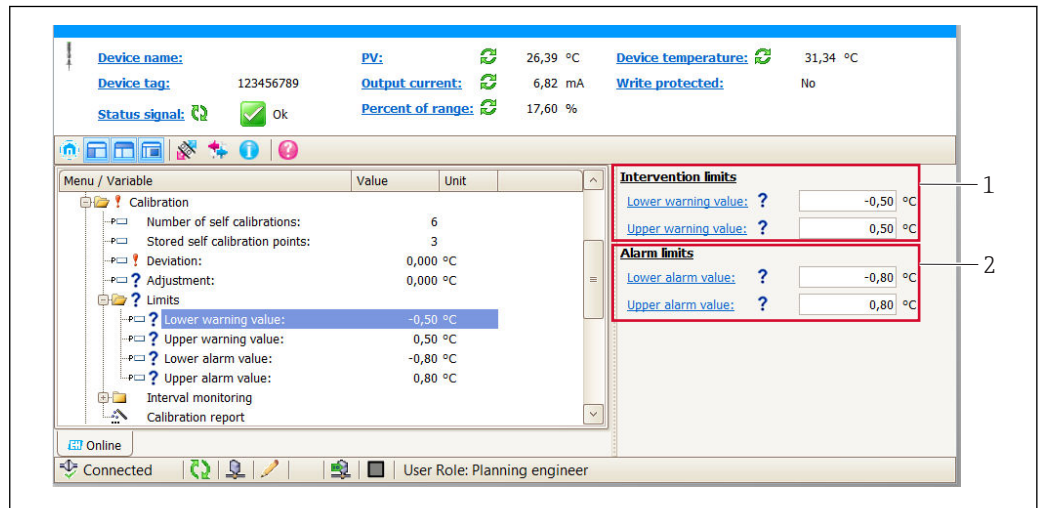 Device name: PV: 26,39 °C Device temperature: 31,34 °C
Device tag: 123456789 Output current: 6,82 mA Write protected: No
Status signal: Ok Percent of range: 17,60 %
Menu / Variable Value Unit
Calibration
Number of self calibrations: 6
Stored self calibration points: 3
Deviation: 0,000 °C
Adjustment: 0,000 °C
Limits
Lower warning value: -0,50 °C
Upper warning value: 0,50 °C
Lower alarm value: -0,80 °C
Upper alarm value: 0,80 °C
Interval monitoring
Calibration report
Intervention limits
Lower warning value: ? -0,50 °C
Upper warning value: ? 0,50 °C
1
Alarm limits
Lower alarm value: ? -0,80 °C
Upper alarm value: ? 0,80 °C
2
Online
Connected User Role: Planning engineer